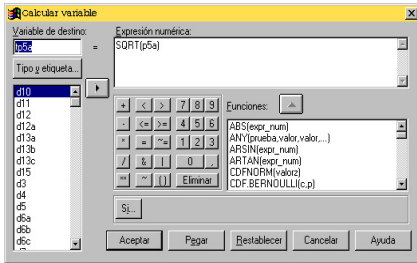 Calcular variable
Variable de destino:
Expresión numérica:
tp5a
=
SQRT(p5a)
Tipo y etiqueta...
d10
d11
d12
d12a
d13a
d13b
d13c
d15
d3
d4
d5
d6a
d6b
d6c
+ < > 7 8 9
- <= >= 4 5 6
* = ~= 1 2 3
/ & | 0 ,
** ~ () Eliminar
Funciones:
ABS(expr_num)
ANY(prueba,valor,valor,...)
ARSIN(expr_num)
ARTAN(expr_num)
CDFNORM(valorz)
CDF.BERNOULLI(c,p)
Si...
Aceptar Pegar Restablecer Cancelar Ayuda